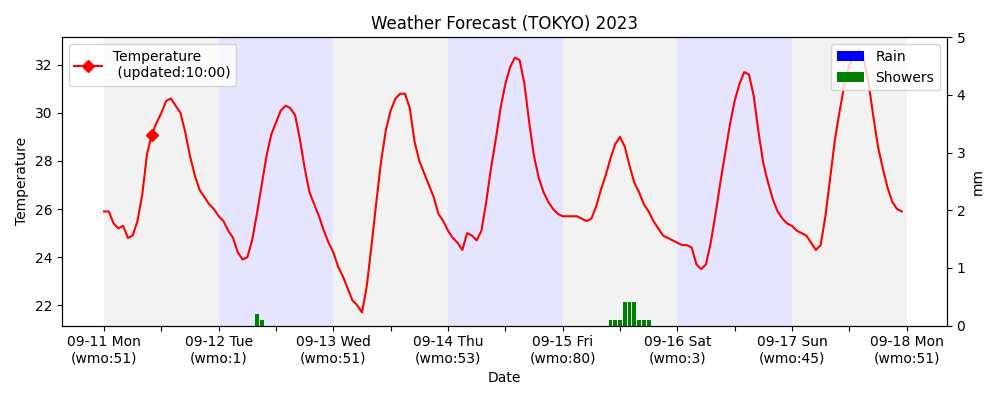 Weather Forecast (TOKYO) 2023
Temperature
(updated:10:00)
Rain
Showers
32
30
28
26
24
22
Temperature
5
4
3
2
1
0
mm
09-11 Mon
(wmo:51)
09-12 Tue
(wmo:1)
09-13 Wed
(wmo:51)
09-14 Thu
(wmo:53)
09-15 Fri
(wmo:80)
09-16 Sat
(wmo:3)
09-17 Sun
(wmo:45)
09-18 Mon
(wmo:51)
Date